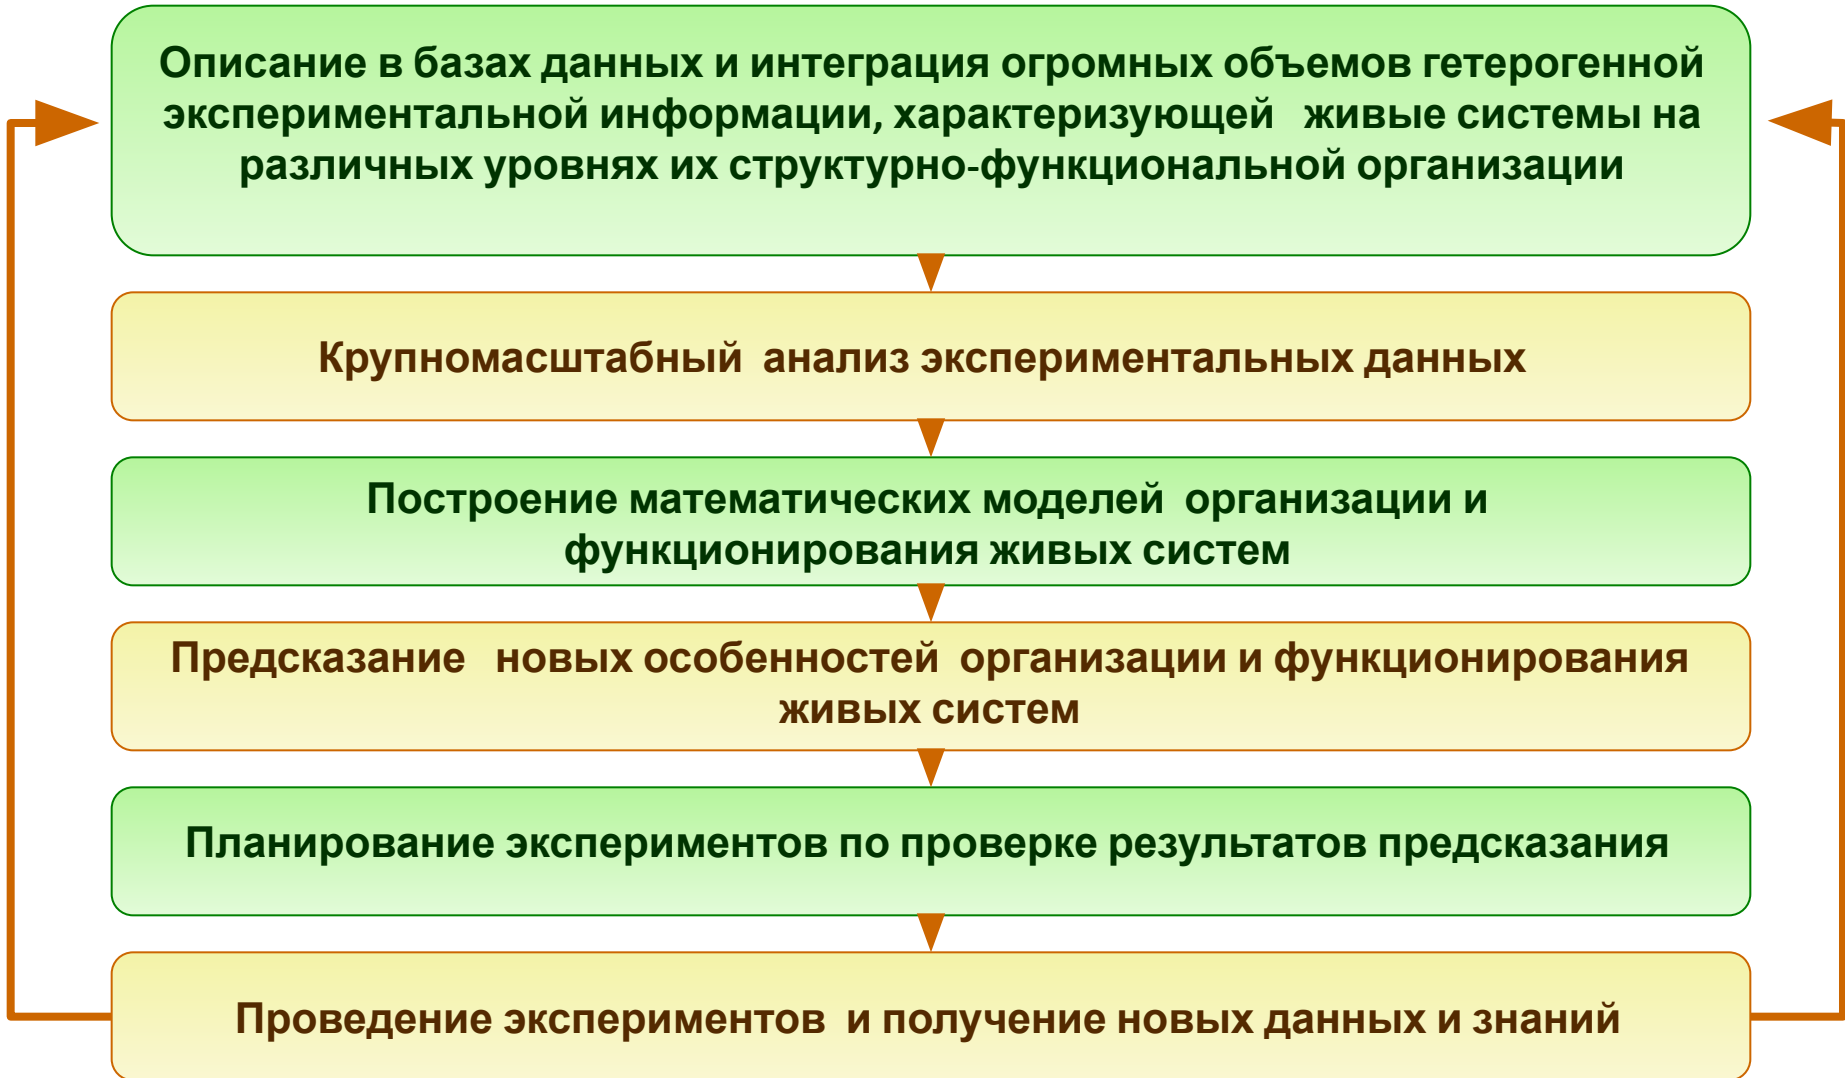 Описание в базах данных и интеграция огромных объемов гетерогенной
экспериментальной информации, характеризующей живые системы на
различных уровнях их структурно-функциональной организации
Крупномасштабный анализ экспериментальных данных
Построение математических моделей организации и
функционирования живых систем
Предсказание новых особенностей организации и функционирования
живых систем
Планирование экспериментов по проверке результатов предсказания
Проведение экспериментов и получение новых данных и знаний